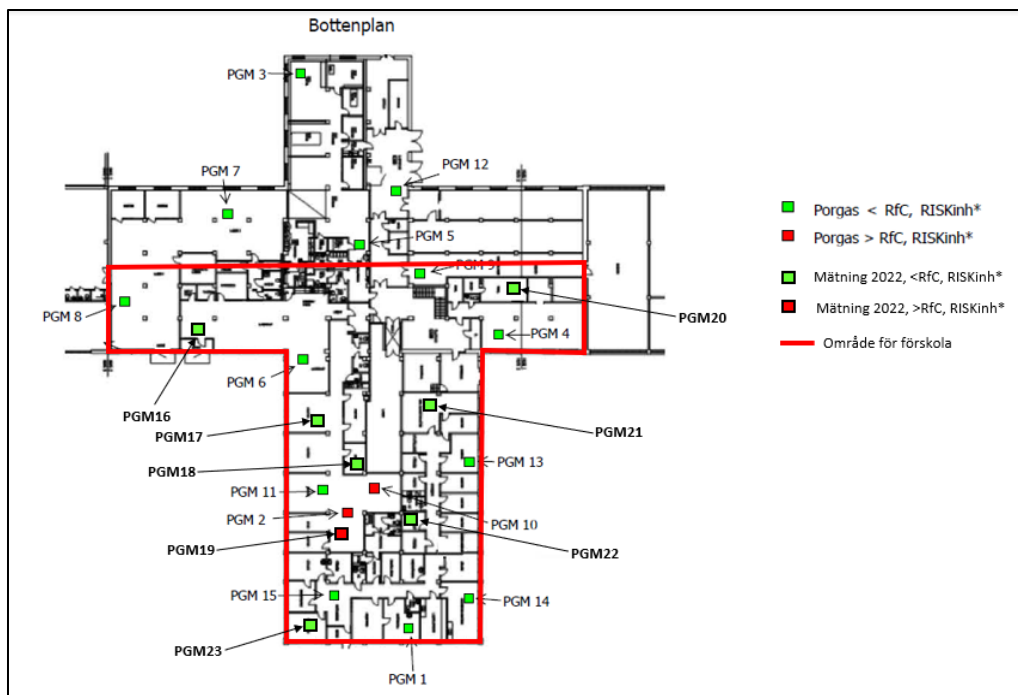 Bottenplan
PGM 3
PGM 12
PGM 7
PGM 5
PGM 9
PGM 8
PGM20
PGM 4
PGM 6
PGM16
PGM17
PGM21
PGM18
PGM 13
PGM 11
PGM 2
PGM 10
PGM19
PGM22
PGM 15
PGM 14
PGM23
PGM 1
Porgas < RfC, RISKinh*
Porgas > RfC, RISKinh*
Mätning 2022, <RfC, RISKinh*
Mätning 2022, >RfC, RISKinh*
Område för förskola